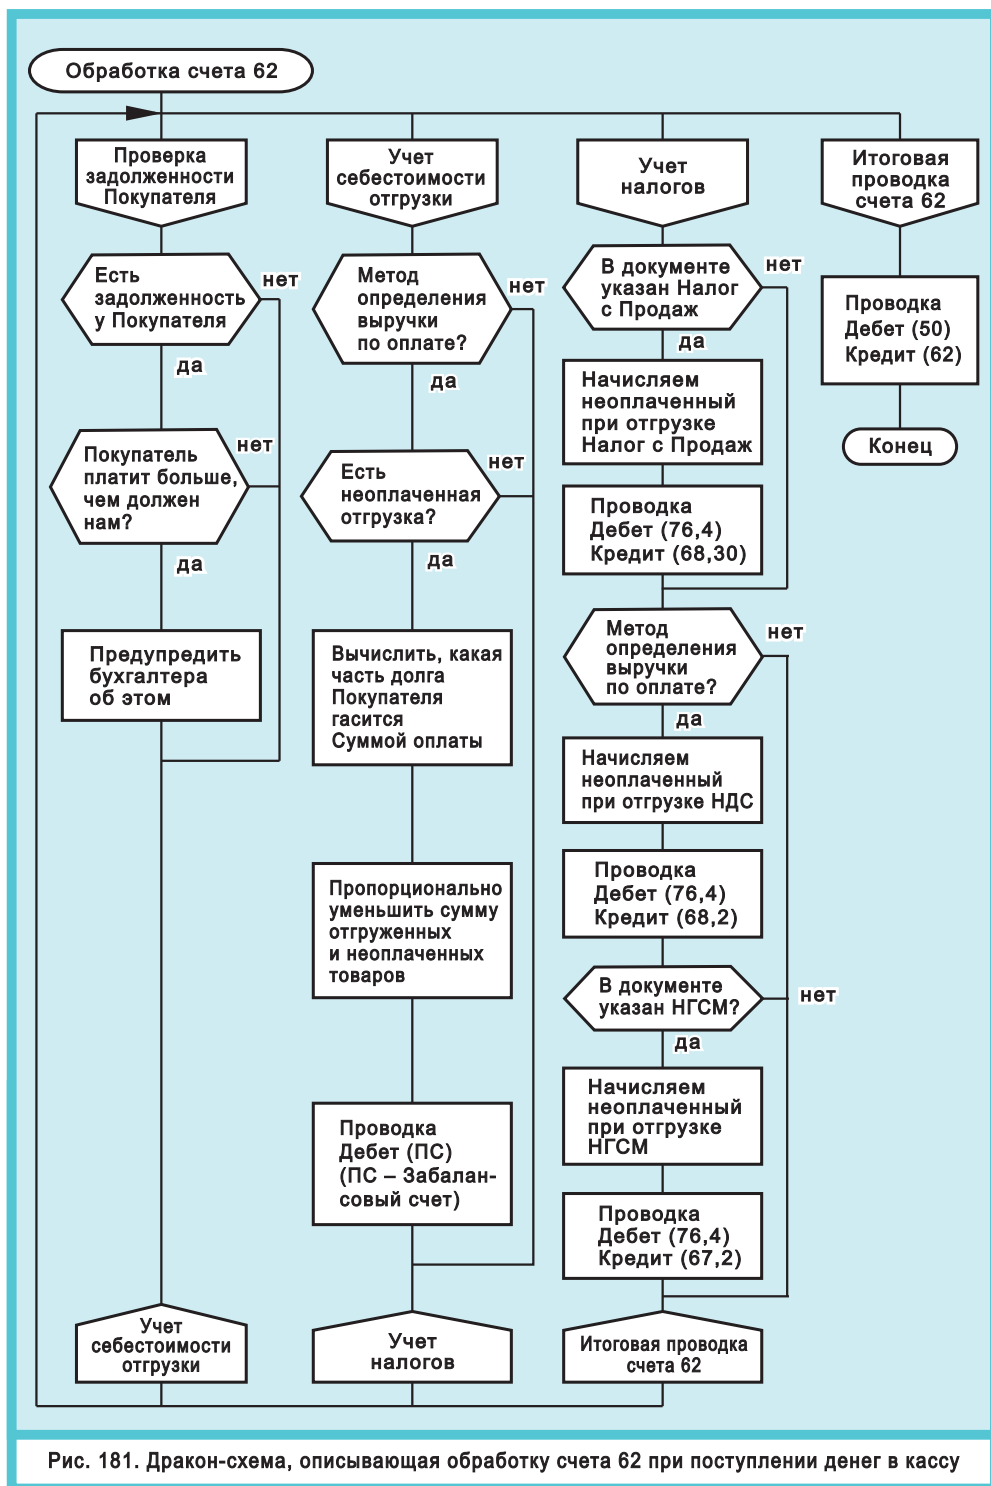 Обработка счета 62
Проверка
задолженности
Покупателя
Есть
задолженность
у Покупателя
нет
да
Покупатель
платит больше,
чем должен
нам?
нет
да
Предупредить
бухгалтера
об этом
Учет
себестоимости
отгрузки
Учет
себестоимости
отгрузки
Метод
определения
выручки
по оплате?
нет
да
Есть
неоплаченная
отгрузка?
нет
да
Вычислить, какая
часть долга
Покупателя
гасится
Суммой оплаты
Пропорционально
уменьшить сумму
отгруженных
и неоплаченных
товаров
Проводка
Дебет (ПС)
(ПС – Забалан-
совый счет)
Учет
налогов
Учет
налогов
В документе
указан Налог
с Продаж
нет
да
Начисляем
неоплаченный
при отгрузке
Налог с Продаж
Проводка
Дебет (76,4)
Кредит (68,30)
Метод
определения
выручки
по оплате?
нет
да
Начисляем
неоплаченный
при отгрузке НДС
Проводка
Дебет (76,4)
Кредит (68,2)
В документе
указан НГСМ?
нет
да
Начисляем
неоплаченный
при отгрузке
НГСМ
Проводка
Дебет (76,4)
Кредит (67,2)
Итоговая проводка
счета 62
Итоговая
проводка
счета 62
Проводка
Дебет (50)
Кредит (62)
Конец
Рис. 181. Дракон-схема, описывающая обработку счета 62 при поступлении денег в кассу